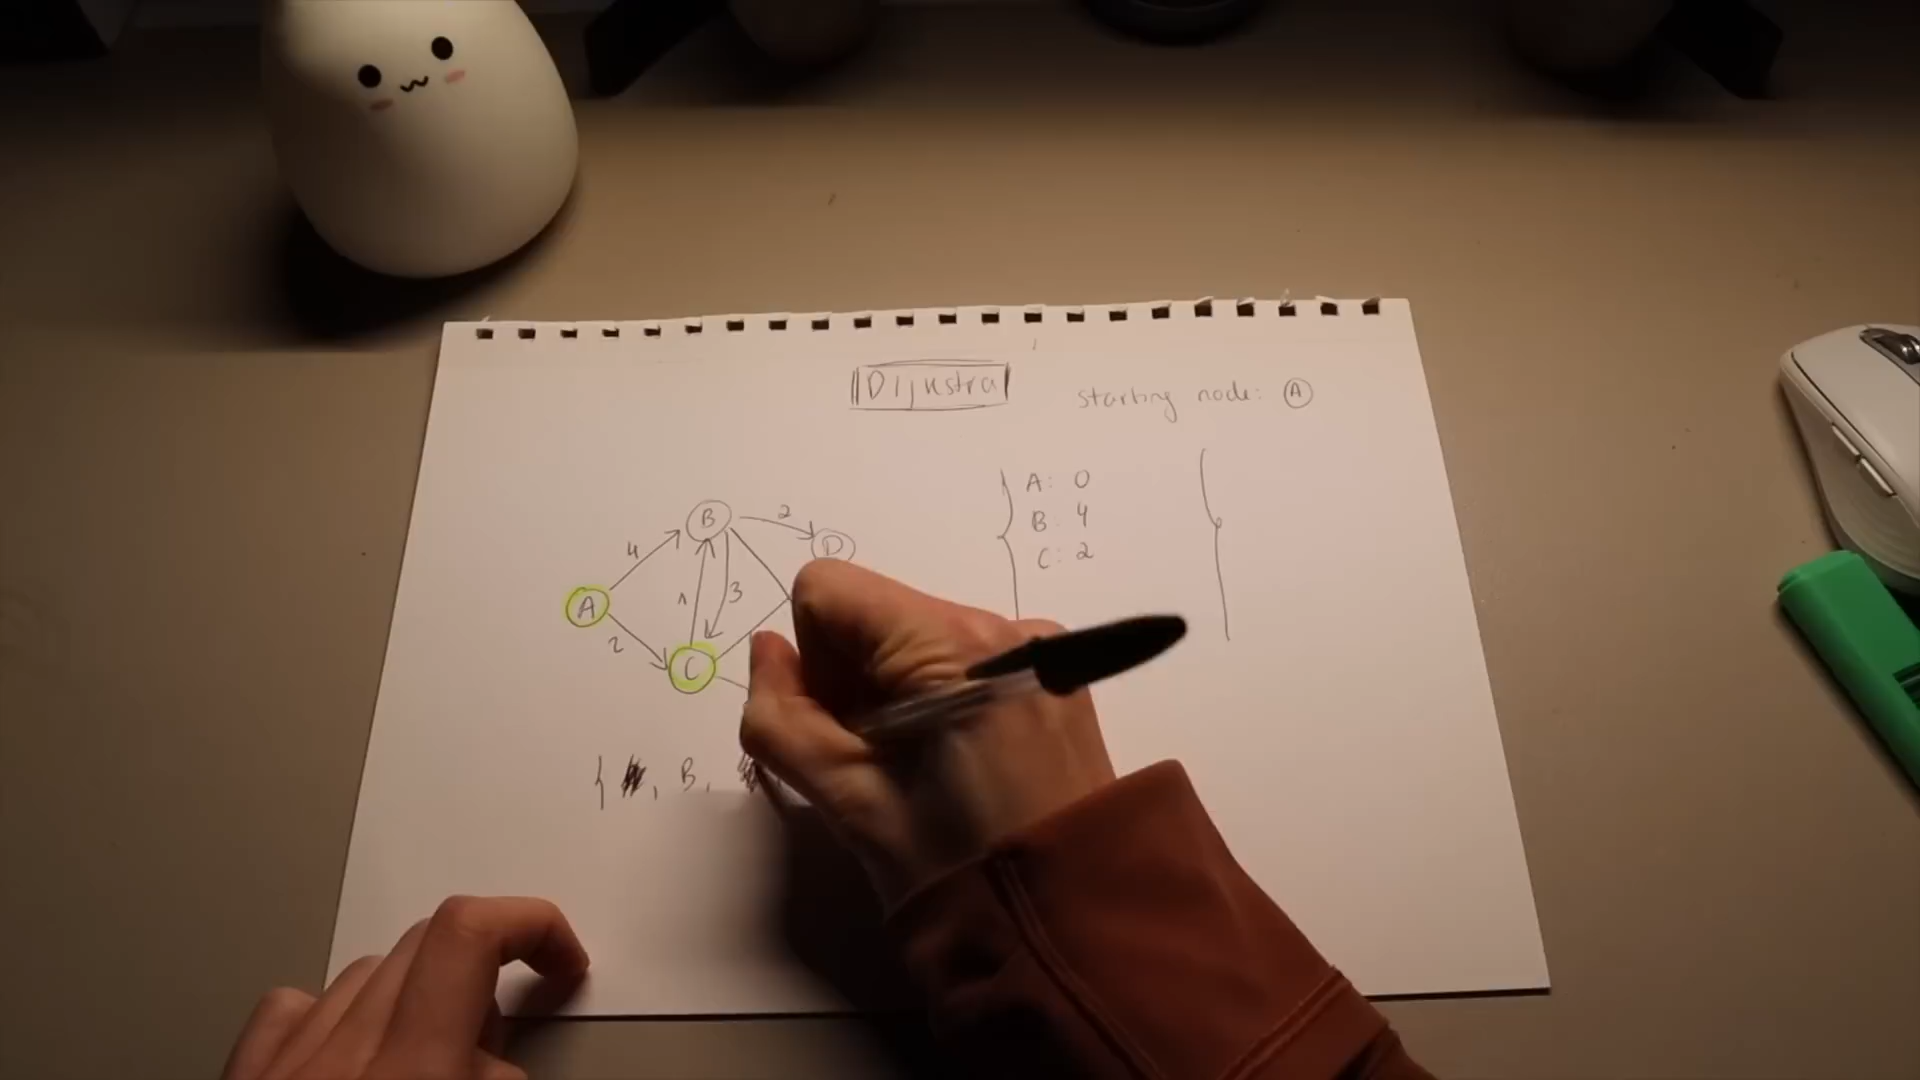 Dijkstra
starting node: A
A: 0
B: 4
C: 2
B
2
D
4
A
1
3
2
C
{ , B,